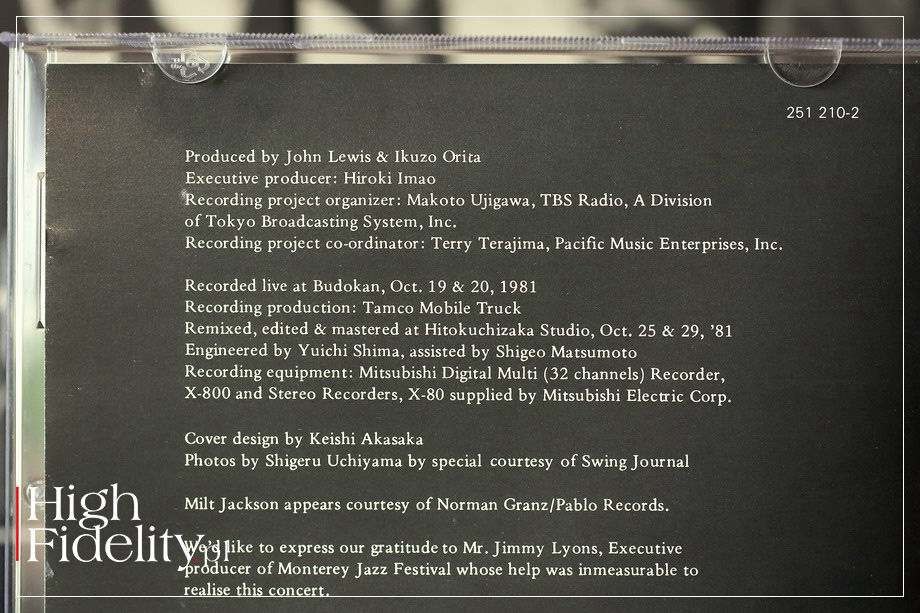 251 210-2
Produced by John Lewis & Ikuzo Orita
Executive producer: Hiroki Imao
Recording project organizer: Makoto Ujigawa, TBS Radio, A Division
of Tokyo Broadcasting System, Inc.
Recording project co-ordinator: Terry Terajima, Pacific Music Enterprises, Inc.
Recorded live at Budokan, Oct. 19 & 20, 1981
Recording production: Tamco Mobile Truck
Remixed, edited & mastered at Hitokuchizaka Studio, Oct. 25 & 29, '81
Engineered by Yuichi Shima, assisted by Shigeo Matsumoto
Recording equipment: Mitsubishi Digital Multi (32 channels) Recorder,
X-800 and Stereo Recorders, X-80 supplied by Mitsubishi Electric Corp.
Cover design by Keishi Akasaka
Photos by Shigeru Uchiyama by special courtesy of Swing Journal
Milt Jackson appears courtesy of Norman Granz/Pablo Records.
We'd like to express our gratitude to Mr. Jimmy Lyons, Executive
producer of Monterey Jazz Festival whose help was inmeasurable to
realise this concert.
High
Fidelity.pl